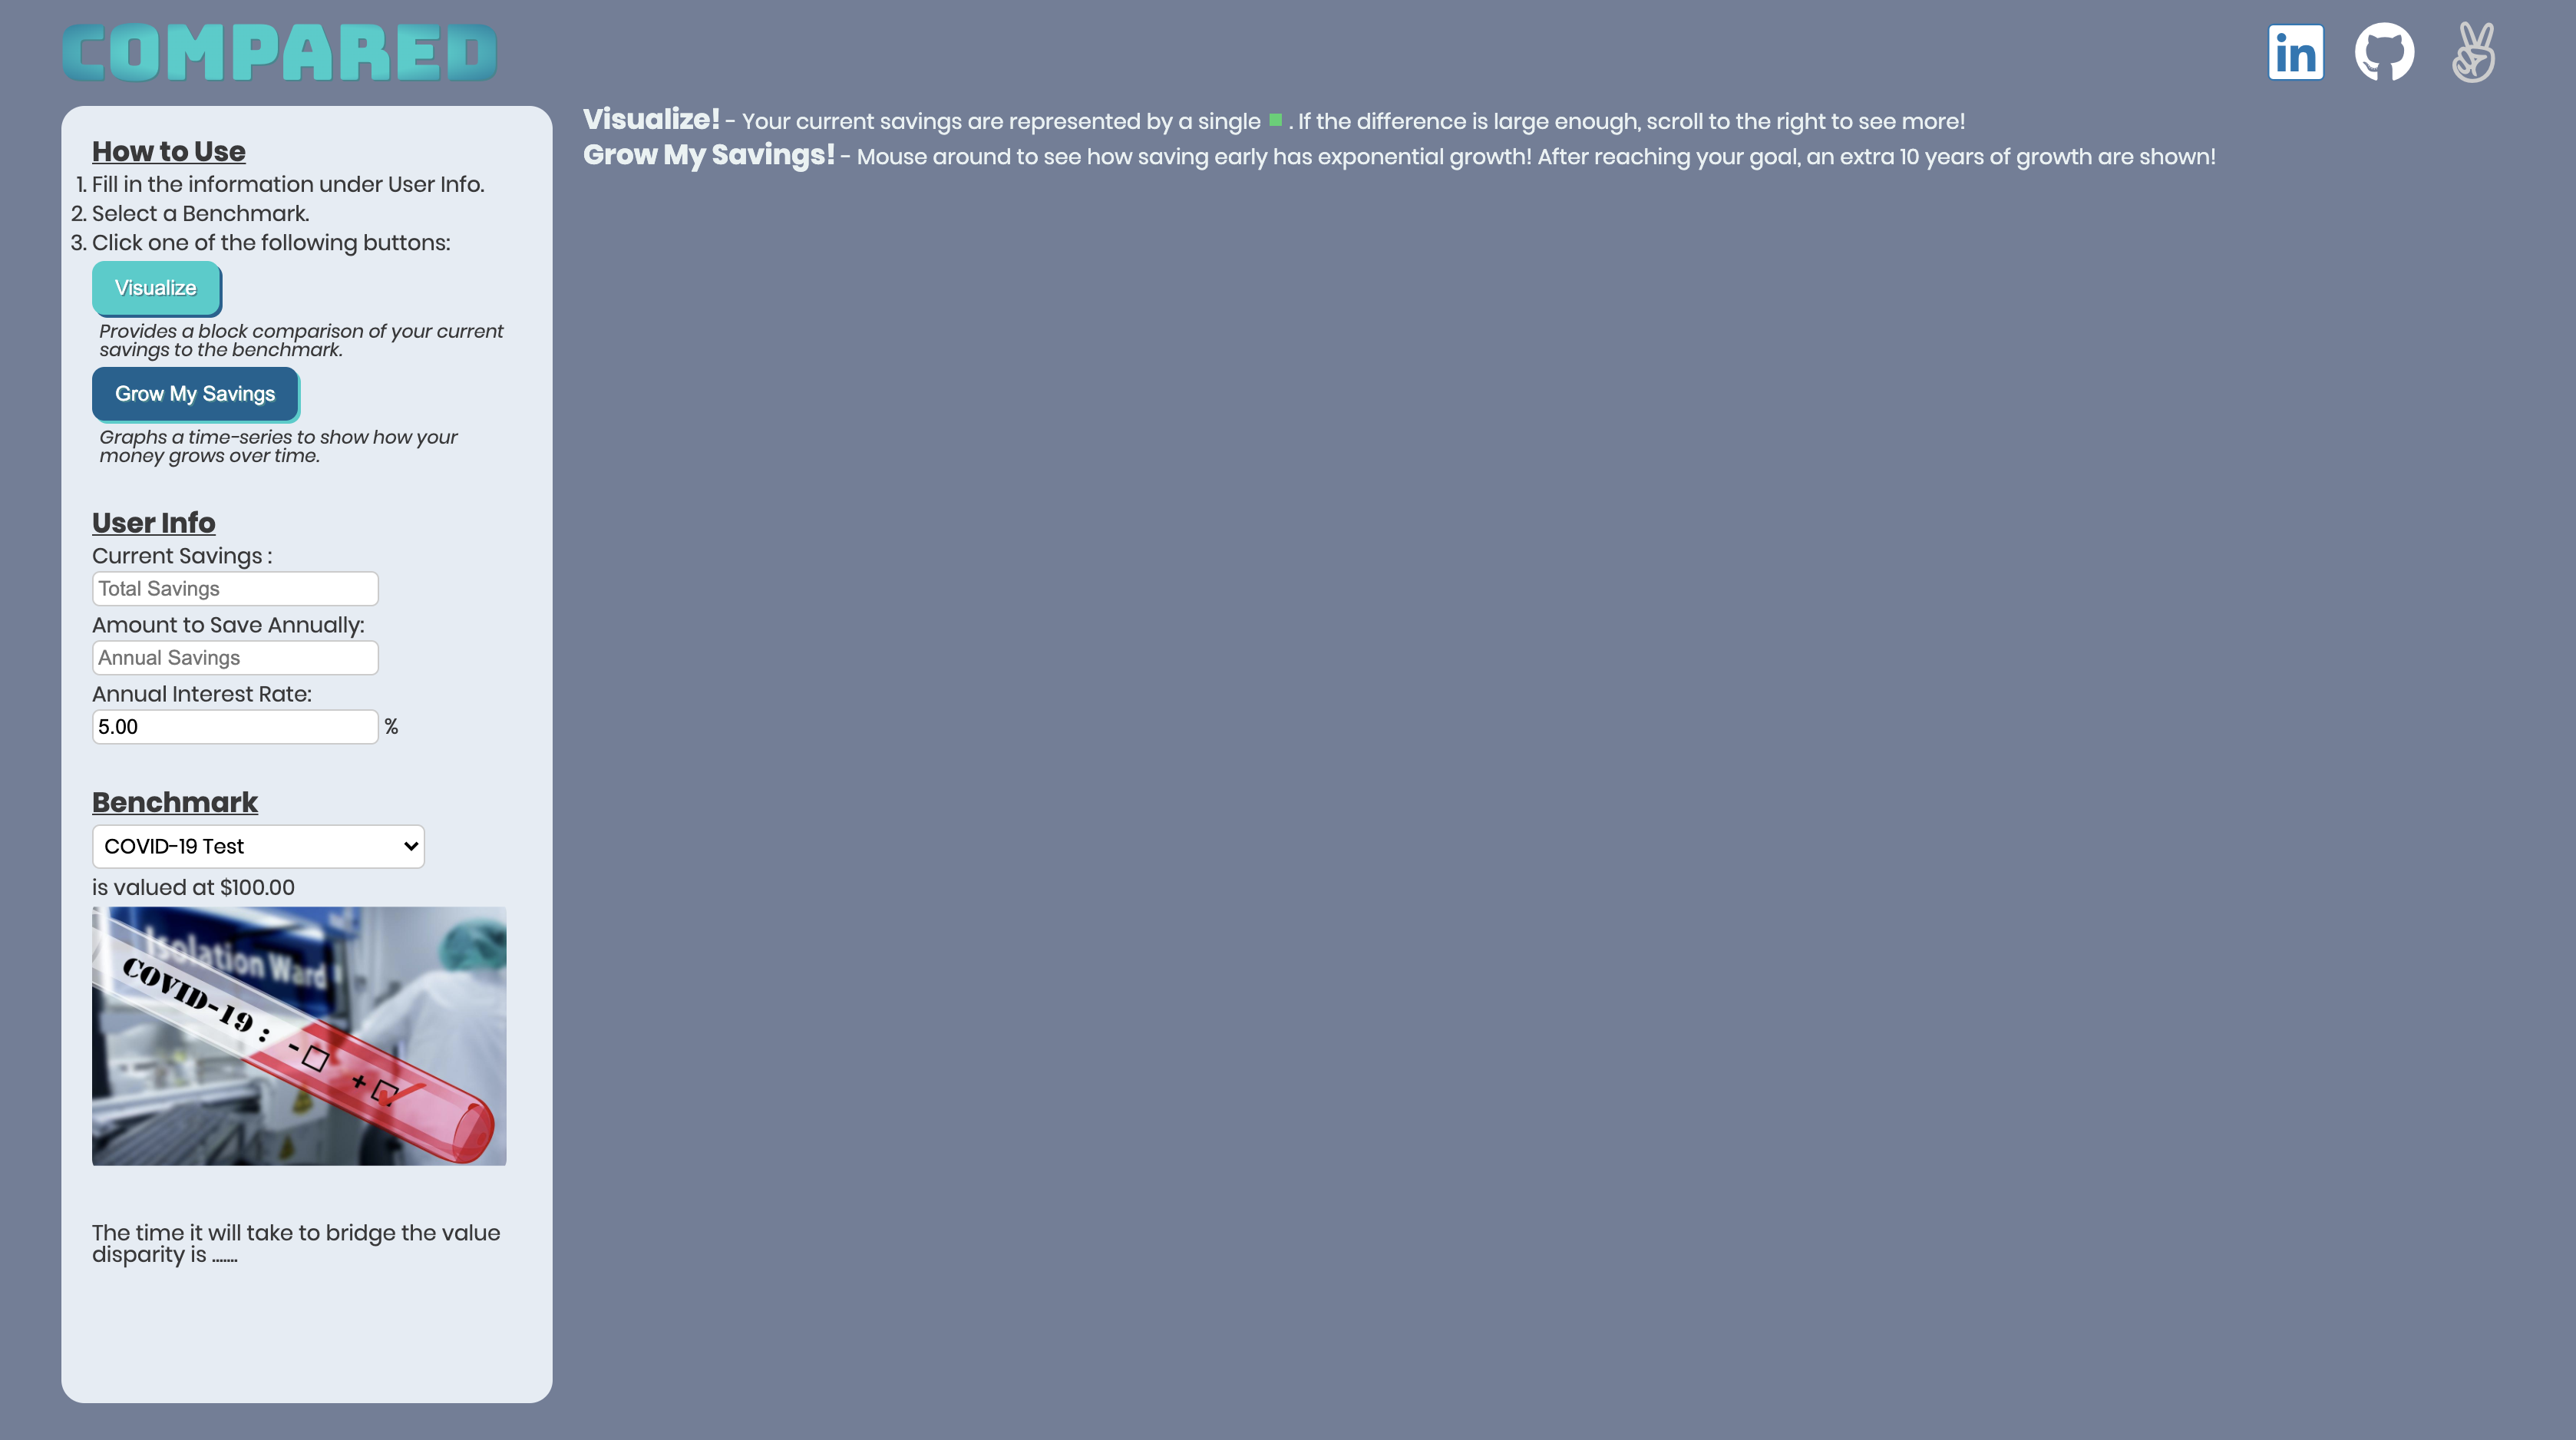 COMPARED
in
How to Use
1. Fill in the information under User Info.
2. Select a Benchmark.
3. Click one of the following buttons:
Visualize
Provides a block comparison of your current
savings to the benchmark.
Grow My Savings
Graphs a time-series to show how your
money grows over time.
User Info
Current Savings :
Total Savings
Amount to Save Annually:
Annual Savings
Annual Interest Rate:
5.00 %
Benchmark
COVID-19 Test
is valued at $100.00
Isolation Ward
COVID-19 : - +
The time it will take to bridge the value
disparity is .......
Visualize! - Your current savings are represented by a single . If the difference is large enough, scroll to the right to see more!
Grow My Savings! - Mouse around to see how saving early has exponential growth! After reaching your goal, an extra 10 years of growth are shown!